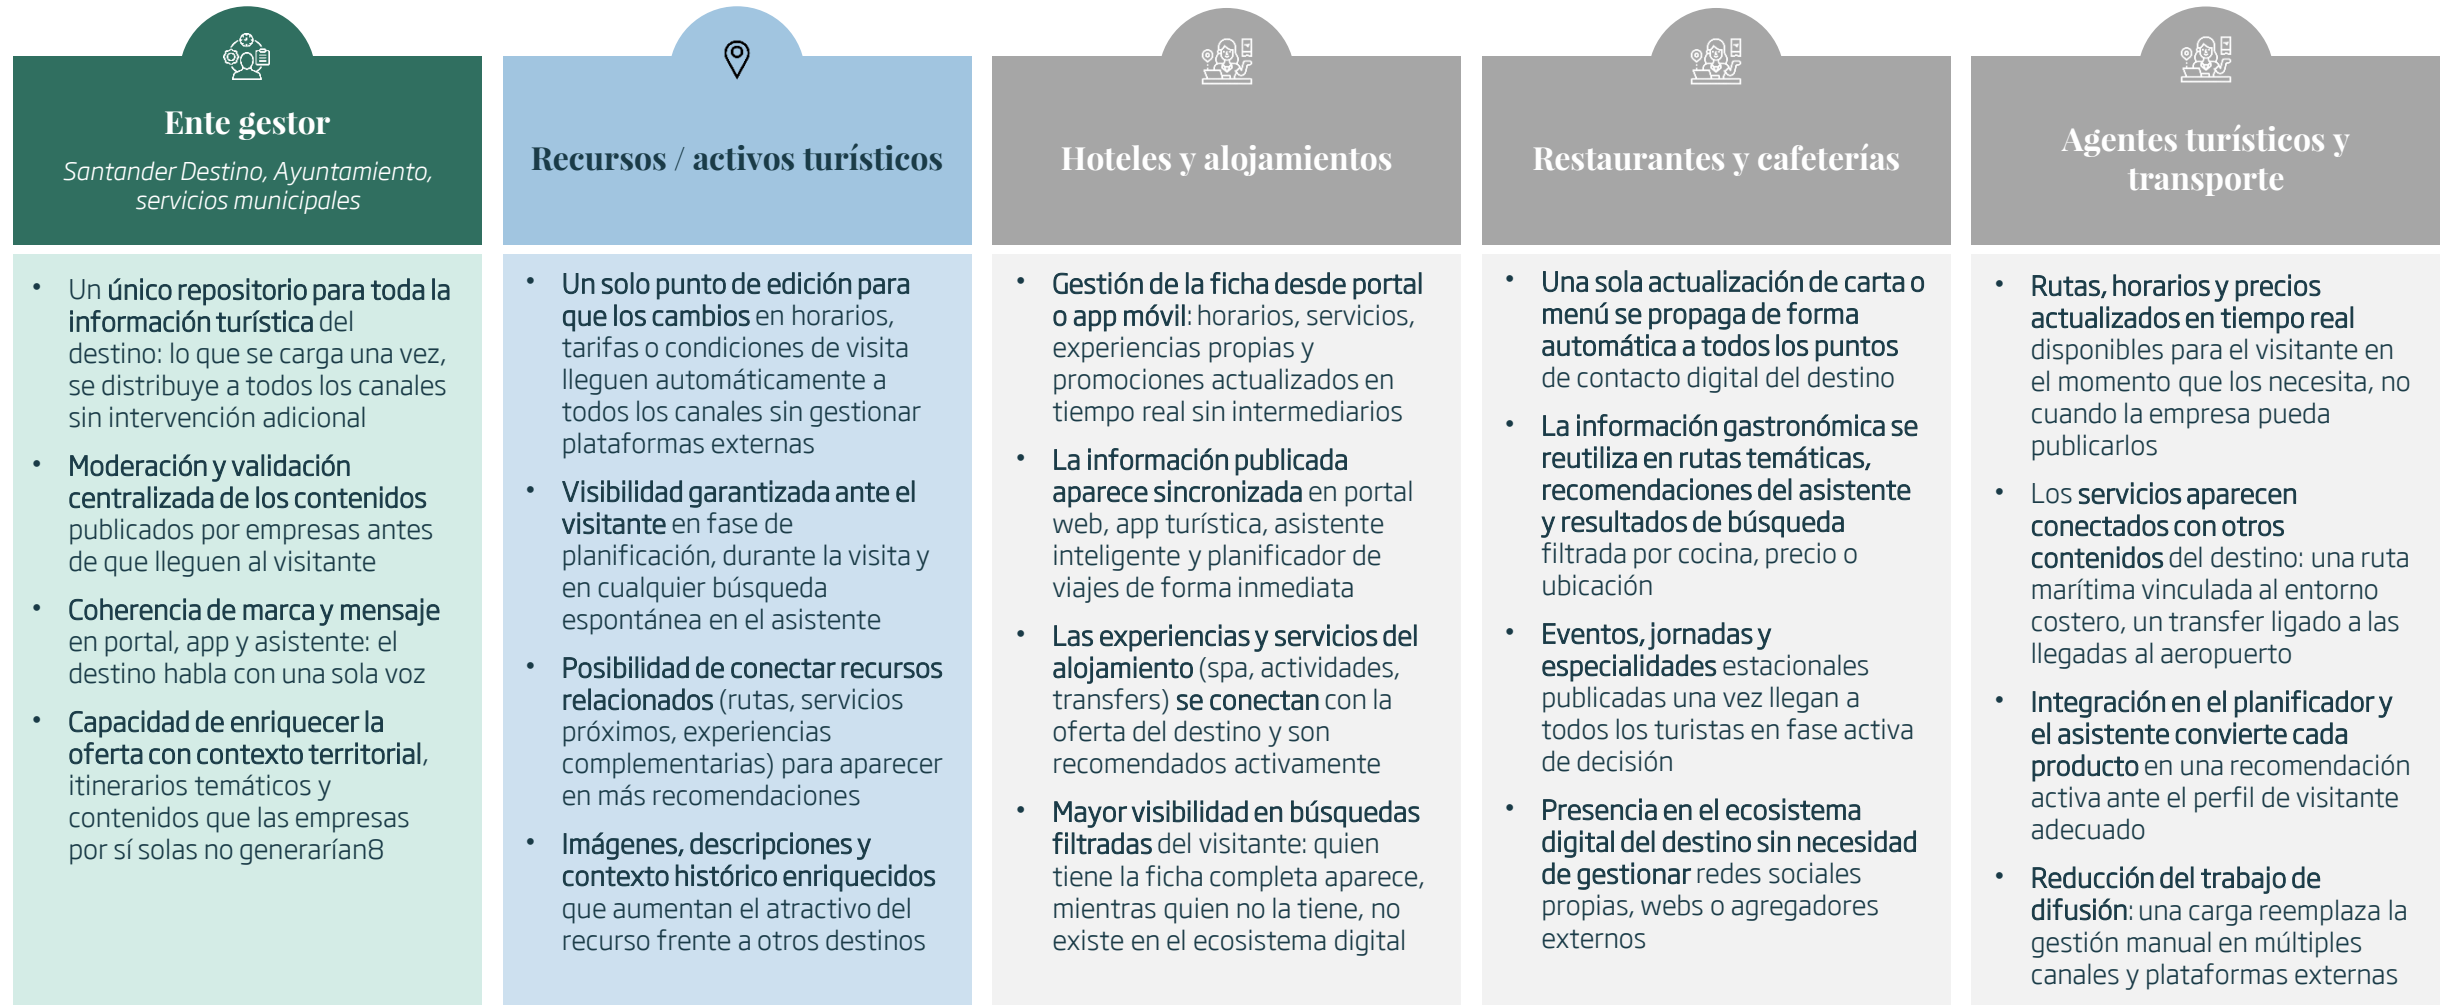 Ente gestor
Santander Destino, Ayuntamiento,
servicios municipales
• Un único repositorio para toda la
información turística del
destino: lo que se carga una vez,
se distribuye a todos los canales
sin intervención adicional
• Moderación y validación
centralizada de los contenidos
publicados por empresas antes
de que lleguen al visitante
• Coherencia de marca y mensaje
en portal, app y asistente: el
destino habla con una sola voz
• Capacidad de enriquecer la
oferta con contexto territorial,
itinerarios temáticos y
contenidos que las empresas
por sí solas no generarían8
Recursos / activos turísticos
• Un solo punto de edición para
que los cambios en horarios,
tarifas o condiciones de visita
lleguen automáticamente a
todos los canales sin gestionar
plataformas externas
• Visibilidad garantizada ante el
visitante en fase de
planificación, durante la visita y
en cualquier búsqueda
espontánea en el asistente
• Posibilidad de conectar recursos
relacionados (rutas, servicios
próximos, experiencias
complementarias) para aparecer
en más recomendaciones
• Imágenes, descripciones y
contexto histórico enriquecidos
que aumentan el atractivo del
recurso frente a otros destinos
Hoteles y alojamientos
• Gestión de la ficha desde portal
o app móvil: horarios, servicios,
experiencias propias y
promociones actualizados en
tiempo real sin intermediarios
• La información publicada
aparece sincronizada en portal
web, app turística, asistente
inteligente y planificador de
viajes de forma inmediata
• Las experiencias y servicios del
alojamiento (spa, actividades,
transfers) se conectan con la
oferta del destino y son
recomendados activamente
• Mayor visibilidad en búsquedas
filtradas del visitante: quien
tiene la ficha completa aparece,
mientras quien no la tiene, no
existe en el ecosistema digital
Restaurantes y cafeterías
• Una sola actualización de carta o
menú se propaga de forma
automática a todos los puntos
de contacto digital del destino
• La información gastronómica se
reutiliza en rutas temáticas,
recomendaciones del asistente
y resultados de búsqueda
filtrada por cocina, precio o
ubicación
• Eventos, jornadas y
especialidades estacionales
publicadas una vez llegan a
todos los turistas en fase activa
de decisión
• Presencia en el ecosistema
digital del destino sin necesidad
de gestionar redes sociales
propias, webs o agregadores
externos
Agentes turísticos y
transporte
• Rutas, horarios y precios
actualizados en tiempo real
disponibles para el visitante en
el momento que los necesita, no
cuando la empresa pueda
publicarlos
• Los servicios aparecen
conectados con otros
contenidos del destino: una ruta
marítima vinculada al entorno
costero, un transfer ligado a las
llegadas al aeropuerto
• Integración en el planificador y
el asistente convierte cada
producto en una recomendación
activa ante el perfil de visitante
adecuado
• Reducción del trabajo de
difusión: una carga reemplaza la
gestión manual en múltiples
canales y plataformas externas